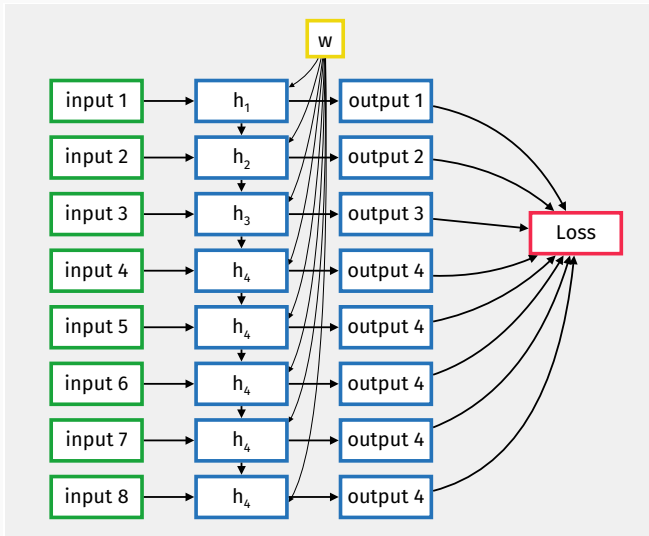 w
input 1 h₁ output 1
input 2 h₂ output 2
input 3 h₃ output 3
Loss
input 4 h₄ output 4
input 5 h₄ output 4
input 6 h₄ output 4
input 7 h₄ output 4
input 8 h₄ output 4